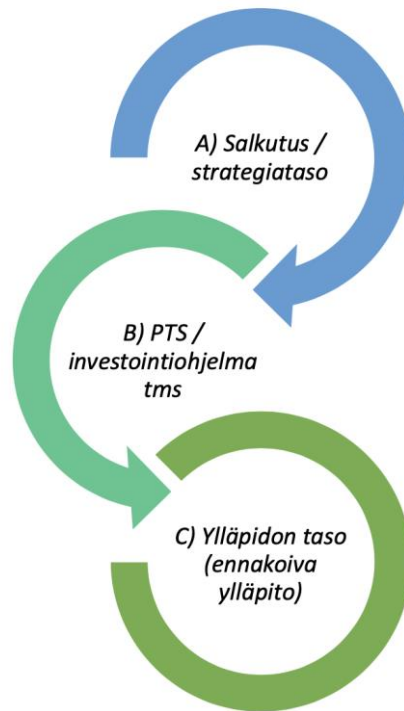 A) Salkutus /
strategiataso
B) PTS /
investointiohjelma
tms
C) Ylläpidon taso
(ennakoiva
ylläpito)